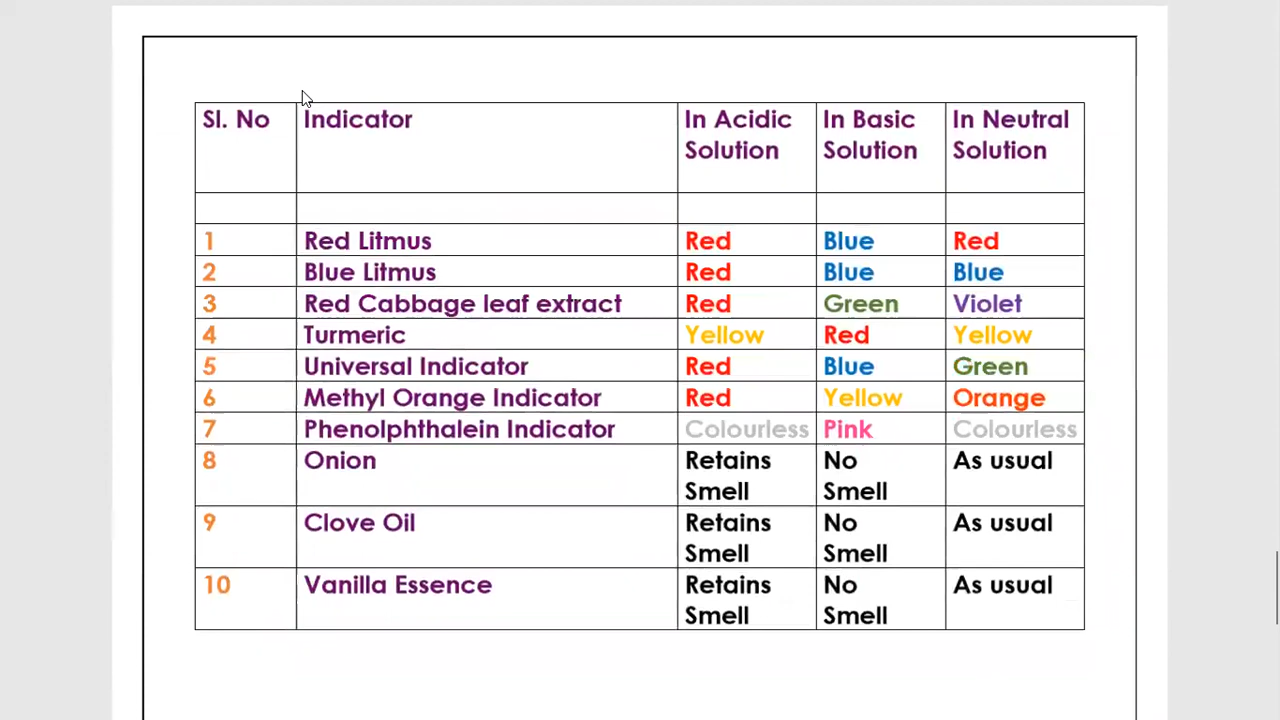 Sl. No Indicator In Acidic Solution In Basic Solution In Neutral Solution
1 Red Litmus Red Blue Red
2 Blue Litmus Red Blue Blue
3 Red Cabbage leaf extract Red Green Violet
4 Turmeric Yellow Red Yellow
5 Universal Indicator Red Blue Green
6 Methyl Orange Indicator Red Yellow Orange
7 Phenolphthalein Indicator Colourless Pink Colourless
8 Onion Retains Smell No Smell As usual
9 Clove Oil Retains Smell No Smell As usual
10 Vanilla Essence Retains Smell No Smell As usual